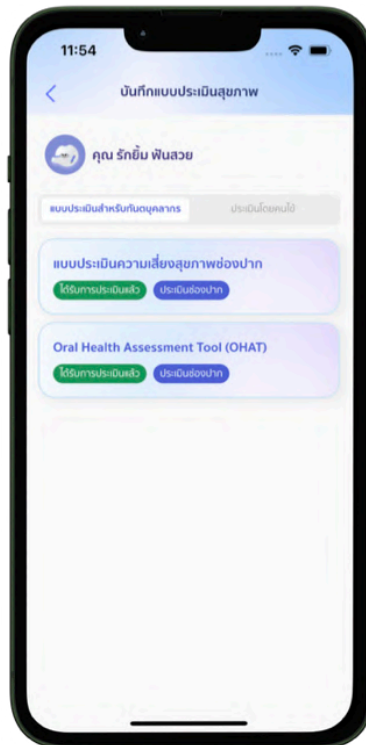 11:54
บันทึกแบบประเมินสุขภาพ
คุณ รักยิ้ม ฟันสวย
แบบประเมินสำหรับทันตบุคลากร ประเมินโดยคนไข้
แบบประเมินความเสี่ยงสุขภาพช่องปาก
ได้รับการประเมินแล้ว ประเมินช่องปาก
Oral Health Assessment Tool (OHAT)
ได้รับการประเมินแล้ว ประเมินช่องปาก